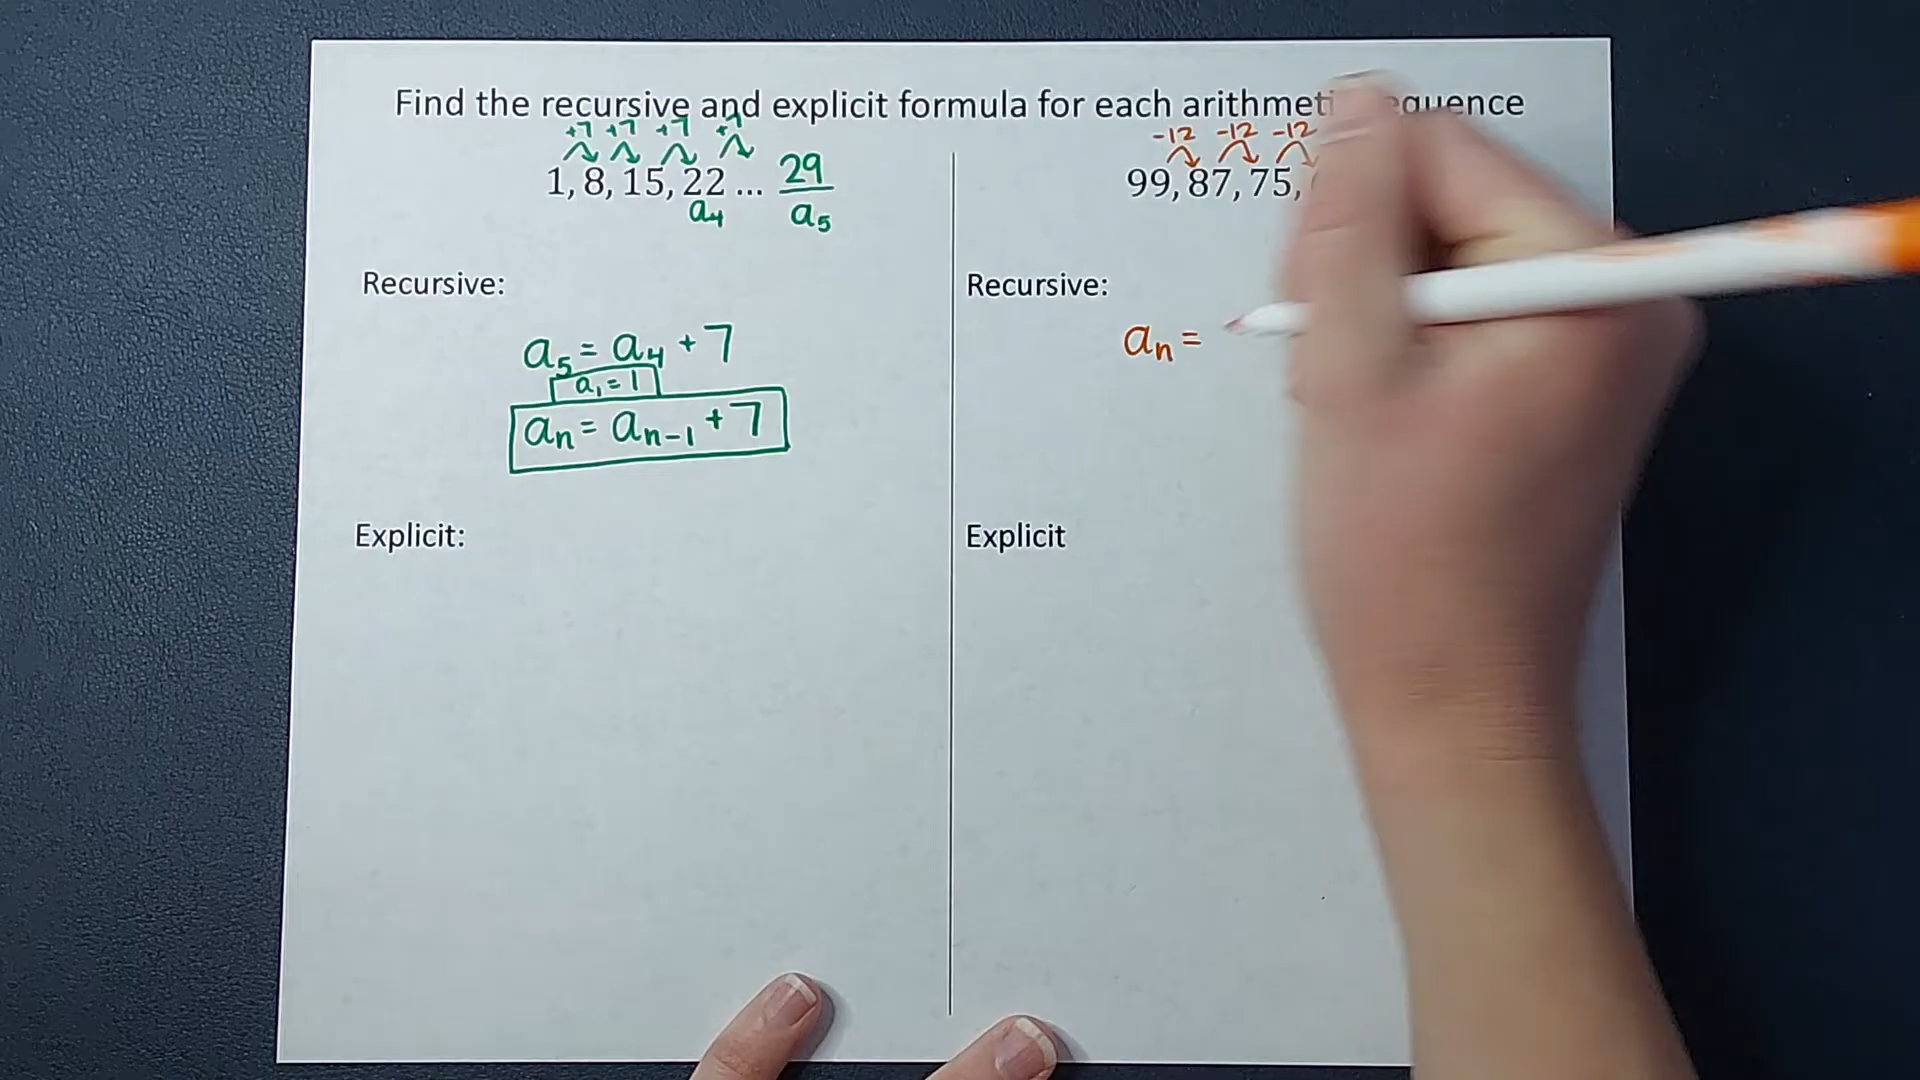 Find the recursive and explicit formula for each arithmetic sequence
+7 +7 +7 +7
1, 8, 15, 22 ... 29
a₄ a₅
Recursive:
a₅ = a₄ + 7
a₁ = 1
aₙ = aₙ₋₁ + 7
Explicit:
-12 -12 -12
99, 87, 75,
Recursive:
aₙ =
Explicit